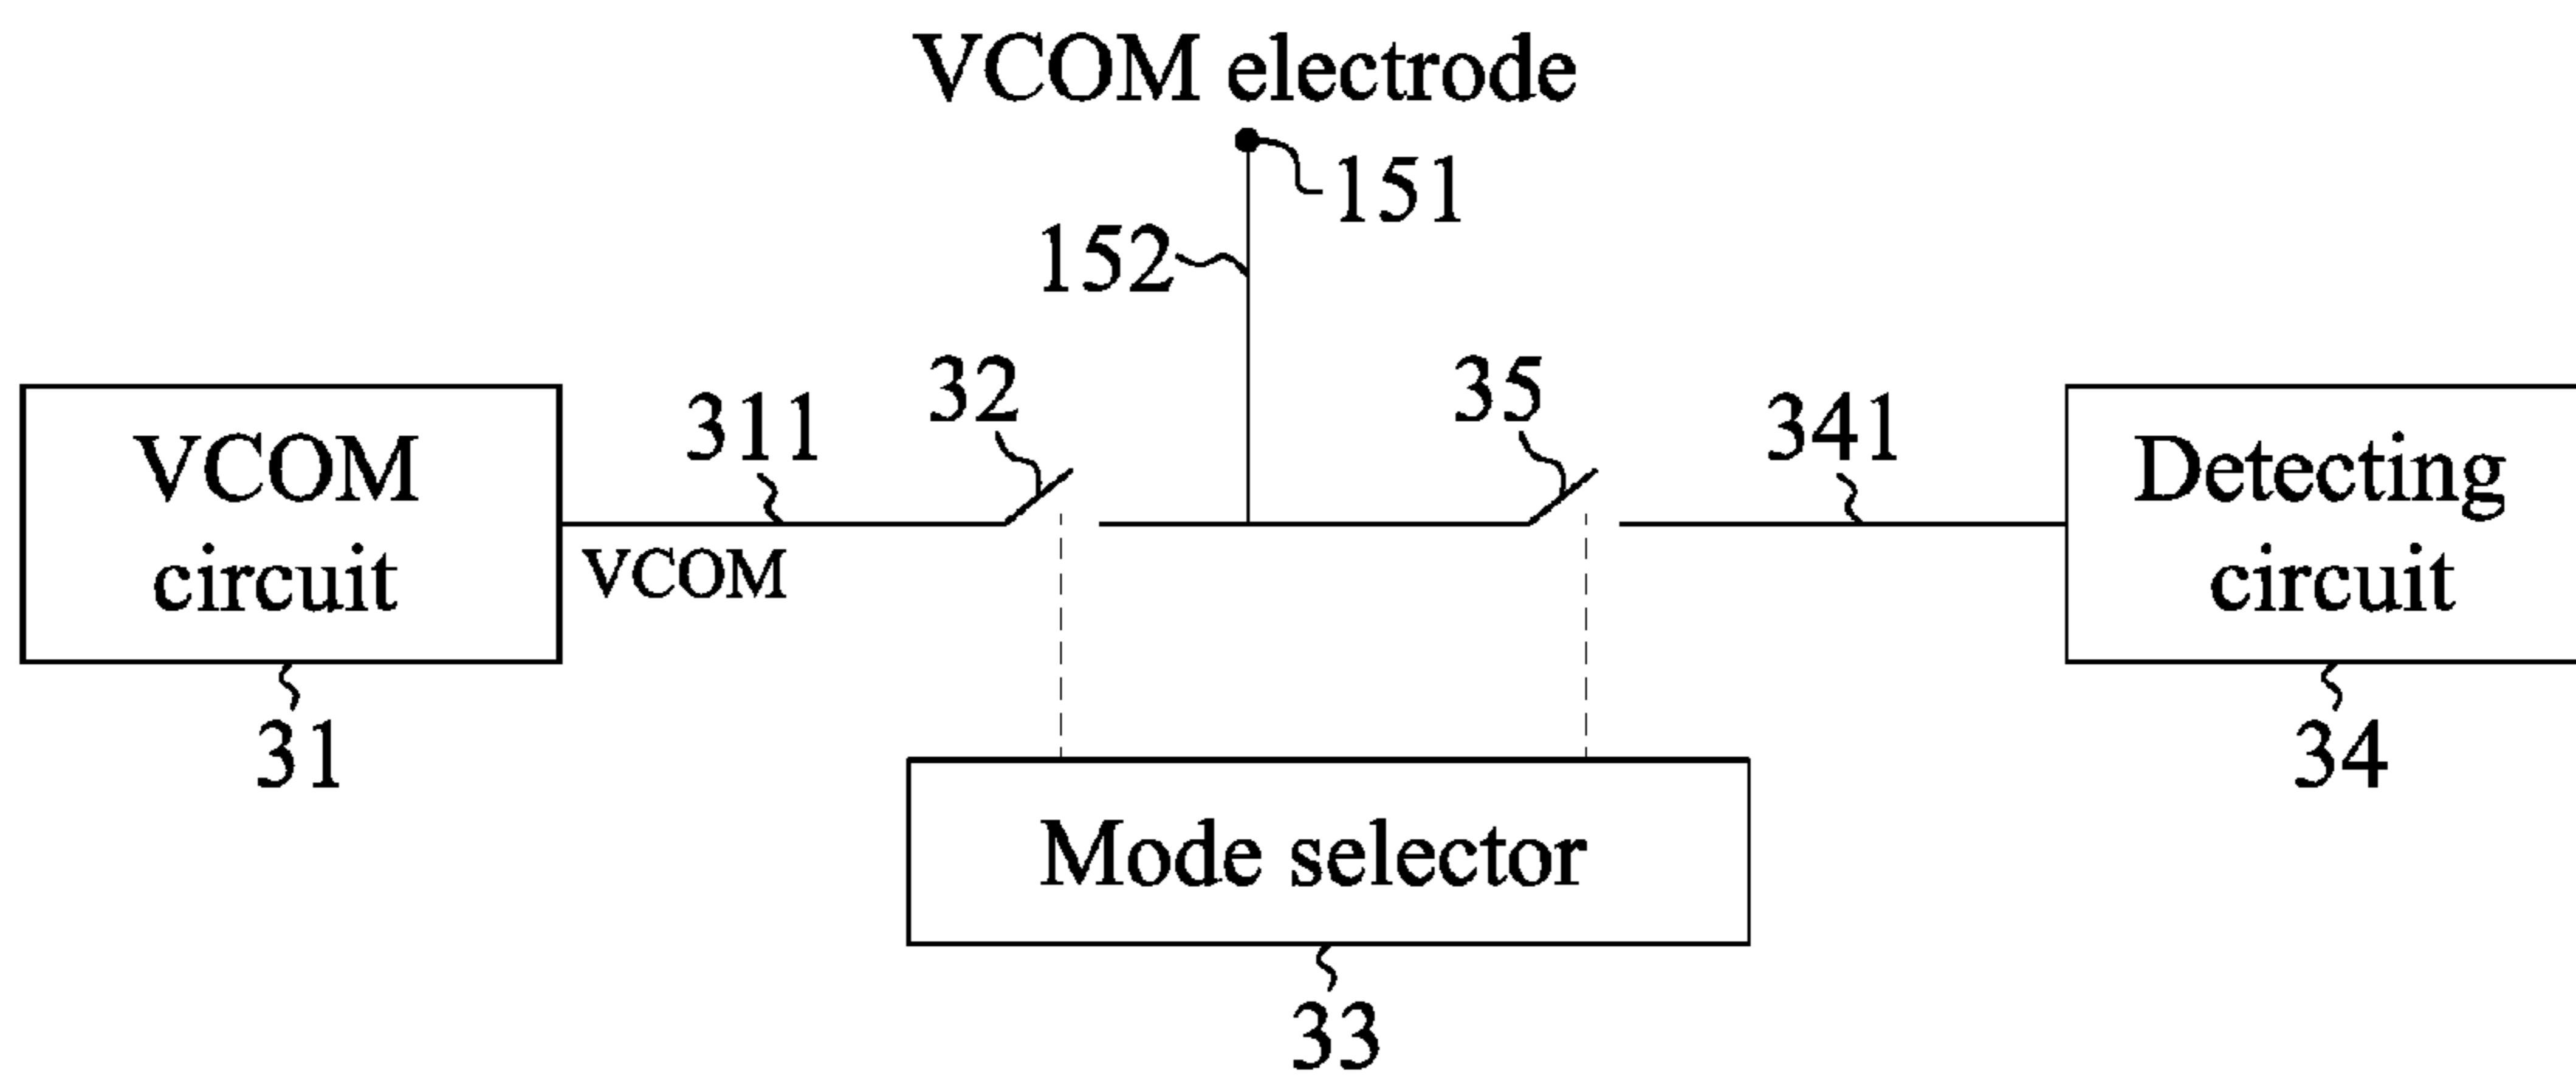 VCOM electrode
151
152
32
35
311
341
VCOM
circuit
VCOM
Detecting
circuit
31
34
Mode selector
33